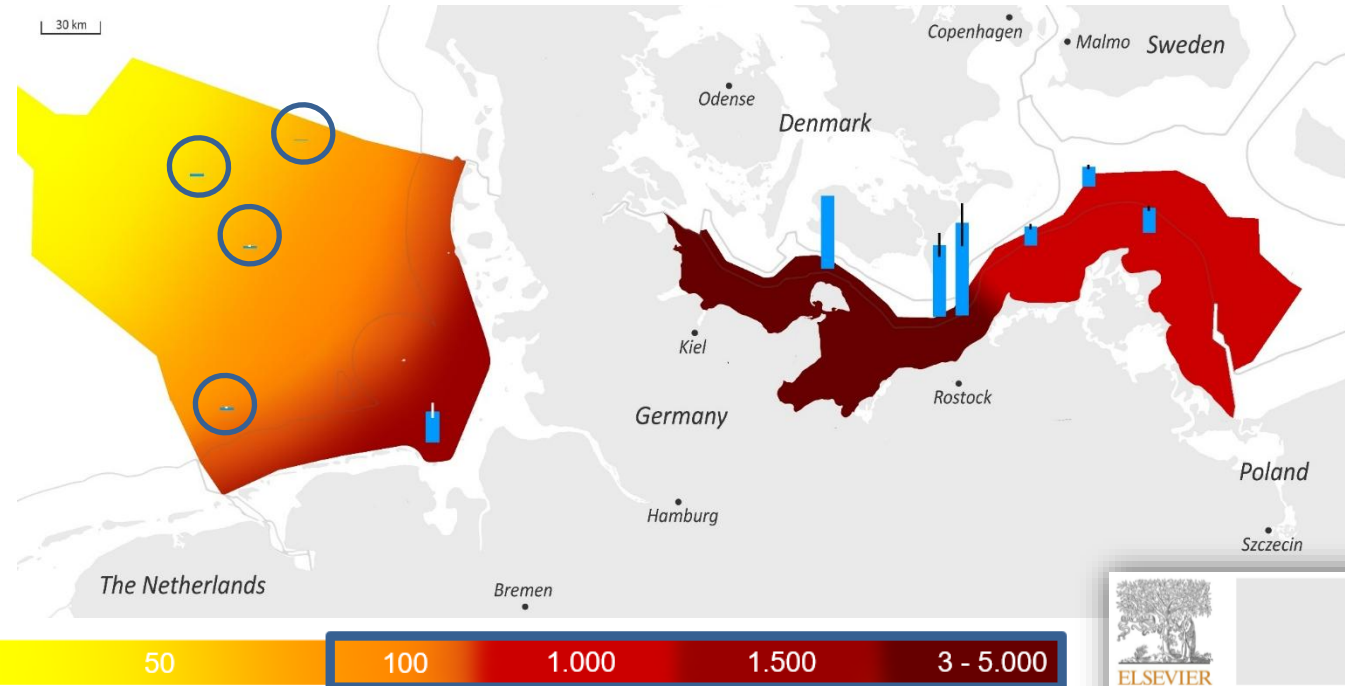 30 km
Copenhagen
Malmo
Sweden
Odense
Denmark
Kiel
Rostock
Germany
Poland
Hamburg
Szczecin
The Netherlands
Bremen
50
100
1.000
1.500
3 - 5.000
ELSEVIER